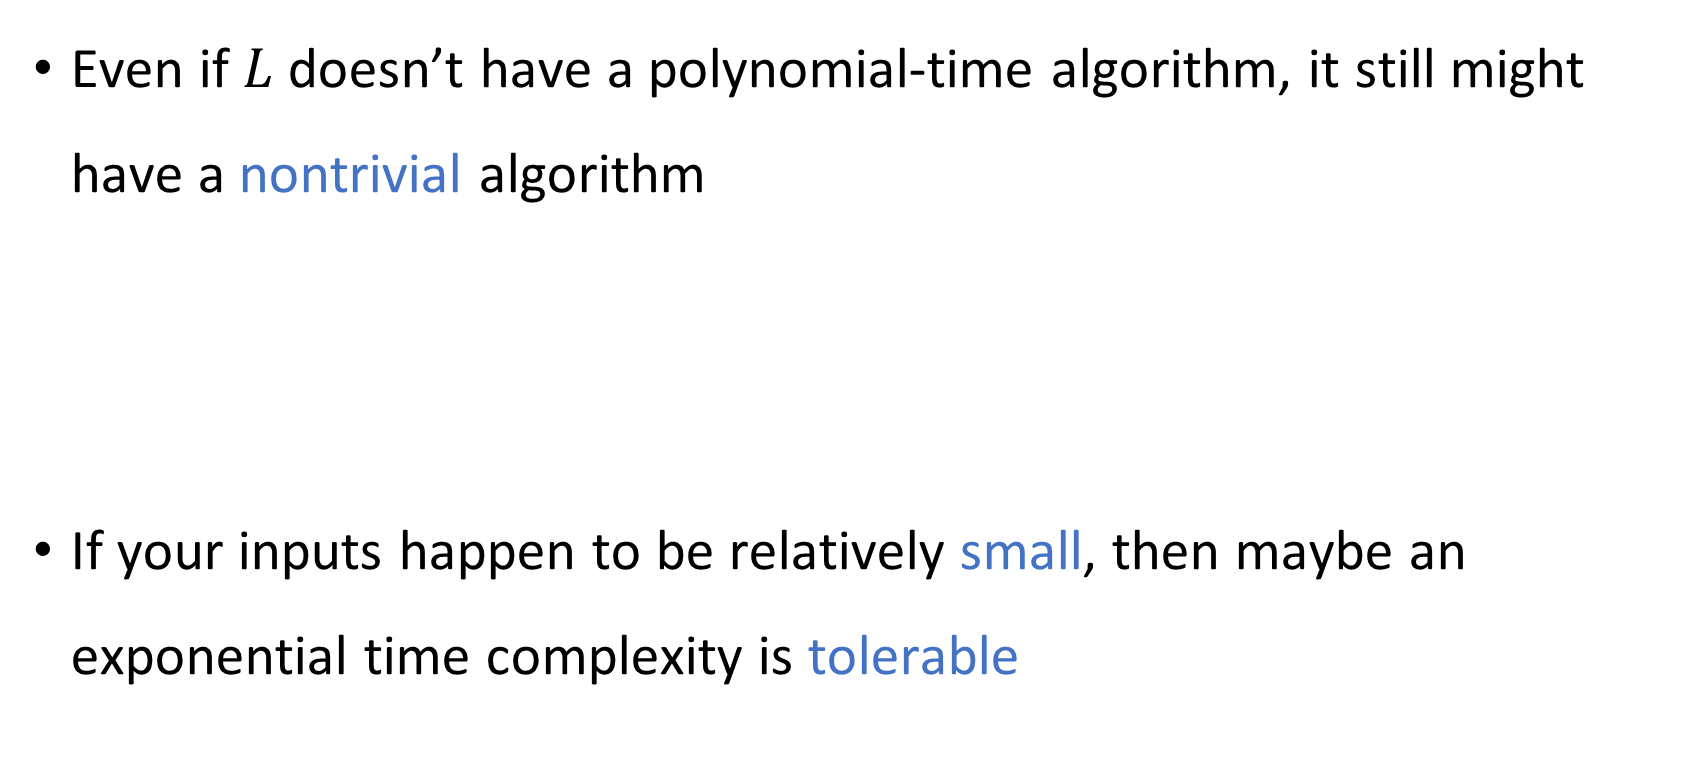 • Even if L doesn’t have a polynomial-time algorithm, it still might
have a nontrivial algorithm
• If your inputs happen to be relatively small, then maybe an
exponential time complexity is tolerable